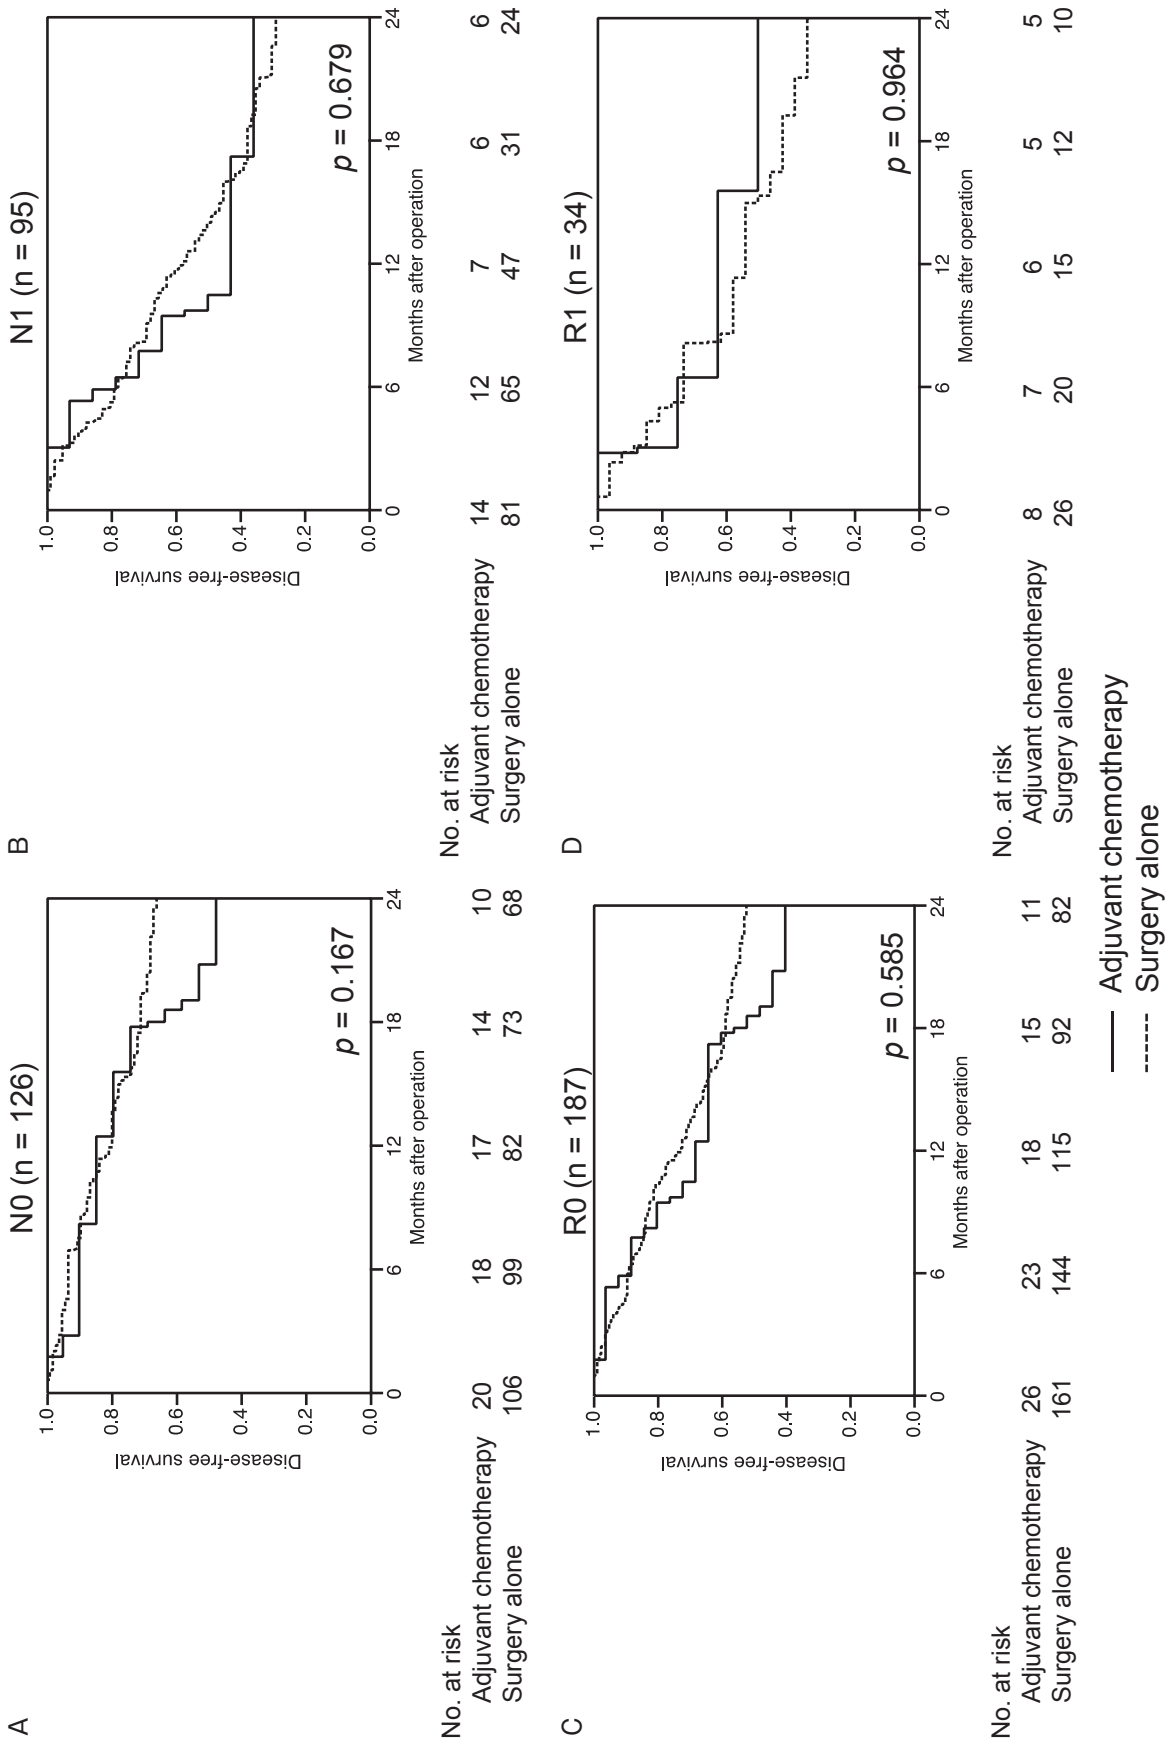 A
N0 (n = 126)
Disease-free survival
1.0
0.8
0.6
0.4
0.2
0.0
p = 0.167
0 6 12 18 24
Months after operation
No. at risk
Adjuvant chemotherapy 20 18 17 14 10
Surgery alone 106 99 82 73 68
B
N1 (n = 95)
Disease-free survival
1.0
0.8
0.6
0.4
0.2
0.0
p = 0.679
0 6 12 18 24
Months after operation
No. at risk
Adjuvant chemotherapy 14 12 7 6 6
Surgery alone 81 65 47 31 24
C
R0 (n = 187)
Disease-free survival
1.0
0.8
0.6
0.4
0.2
0.0
p = 0.585
0 6 12 18 24
Months after operation
No. at risk
Adjuvant chemotherapy 26 23 18 15 11
Surgery alone 161 144 115 92 82
D
R1 (n = 34)
Disease-free survival
1.0
0.8
0.6
0.4
0.2
0.0
p = 0.964
0 6 12 18 24
Months after operation
No. at risk
Adjuvant chemotherapy 8 7 6 5 5
Surgery alone 26 20 15 12 10
Adjuvant chemotherapy
Surgery alone